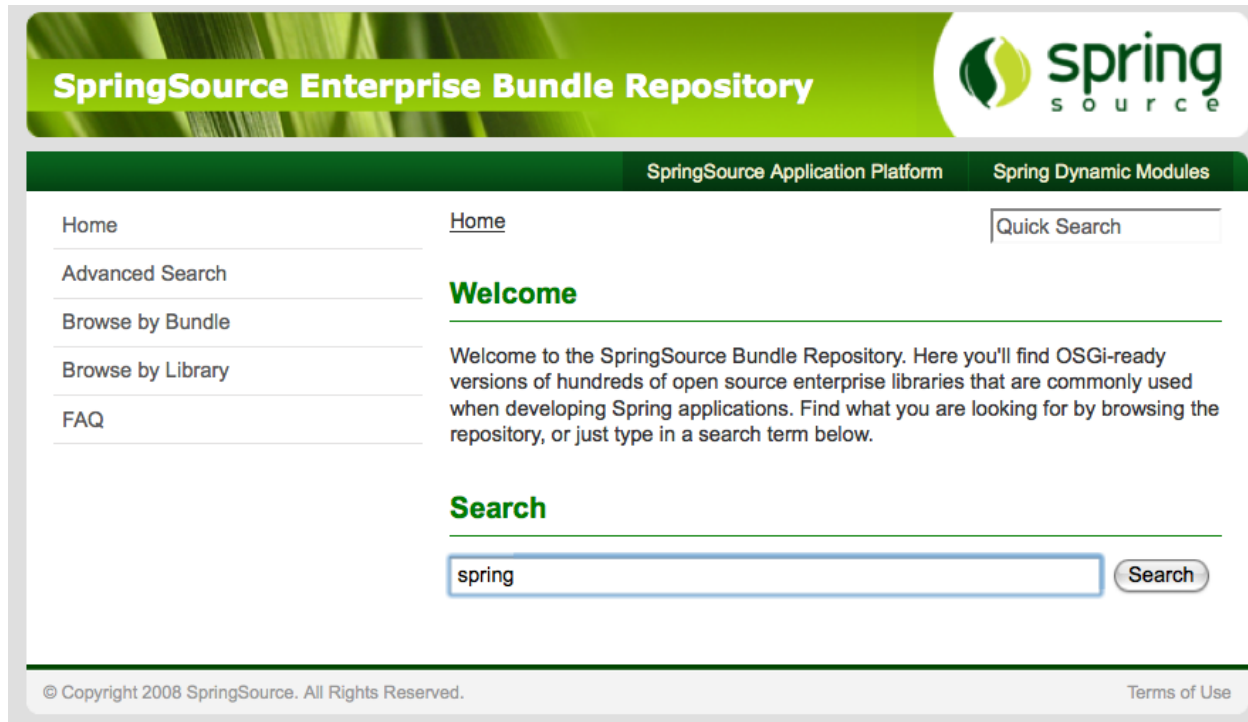 SpringSource Enterprise Bundle Repository
spring
source
SpringSource Application Platform
Spring Dynamic Modules
Home
Advanced Search
Browse by Bundle
Browse by Library
FAQ
Home
Quick Search
Welcome
Welcome to the SpringSource Bundle Repository. Here you'll find OSGi-ready
versions of hundreds of open source enterprise libraries that are commonly used
when developing Spring applications. Find what you are looking for by browsing the
repository, or just type in a search term below.
Search
spring
Search
© Copyright 2008 SpringSource. All Rights Reserved.
Terms of Use